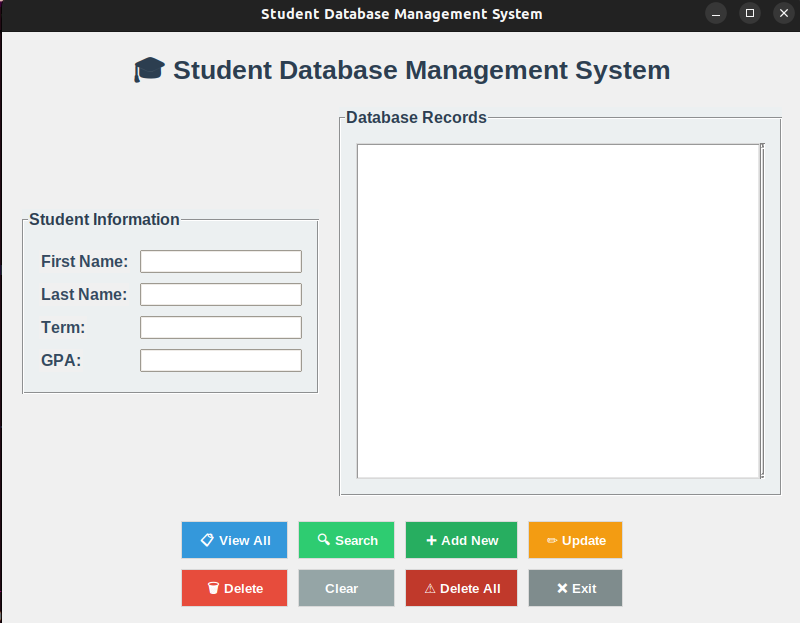 Student Database Management System
🎓 Student Database Management System
Database Records
Student Information
First Name:
Last Name:
Term:
GPA:
View All
Search
Add New
Update
Delete
Clear
Delete All
Exit